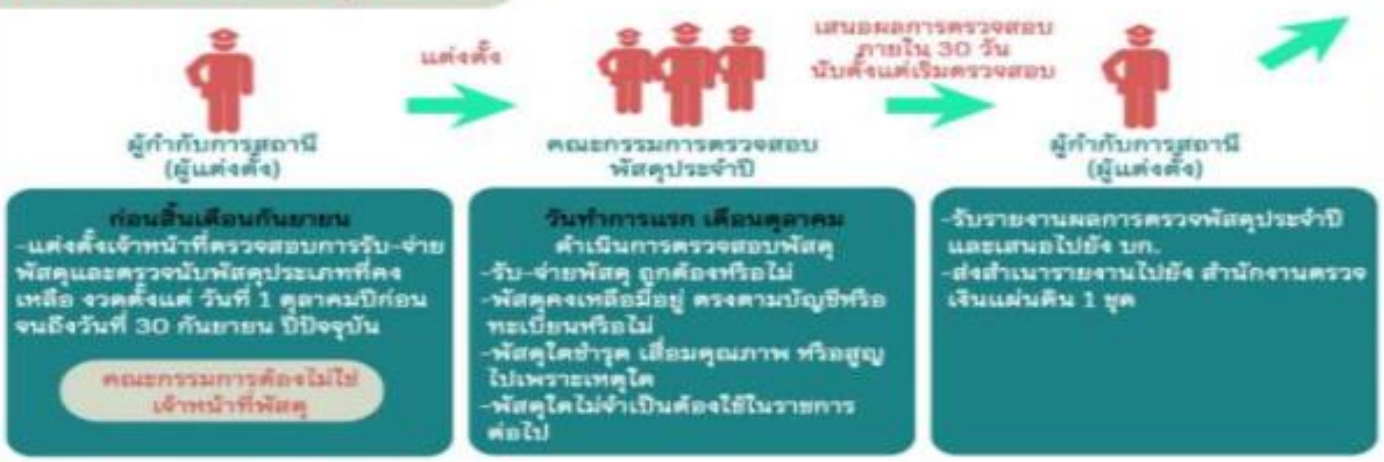 แต่งตั้ง
เสนอผลการตรวจสอบ
ภายใน 30 วัน
นับตั้งแต่เริ่มตรวจสอบ
ผู้กำกับการสถานี
(ผู้แต่งตั้ง)
คณะกรรมการตรวจสอบ
พัสดุประจำปี
ผู้กำกับการสถานี
(ผู้แต่งตั้ง)
ก่อนสิ้นเดือนกันยายน
-แต่งตั้งเจ้าหน้าที่ตรวจสอบการรับ-จ่าย
พัสดุและตรวจนับพัสดุประเภทที่คง
เหลือ งวดตั้งแต่ วันที่ 1 ตุลาคมปีก่อน
จนถึงวันที่ 30 กันยายน ปีปัจจุบัน
คณะกรรมการต้องไม่ใช่
เจ้าหน้าที่พัสดุ
วันทำการแรก เดือนตุลาคม
ดำเนินการตรวจสอบพัสดุ
-รับ-จ่ายพัสดุ ถูกต้องหรือไม่
-พัสดุคงเหลือมีอยู่ ตรงตามบัญชีหรือ
ทะเบียนหรือไม่
-พัสดุใดชำรุด เสื่อมคุณภาพ หรือสูญ
ไปเพราะเหตุใด
-พัสดุใดไม่จำเป็นต้องใช้ในราชการ
ต่อไป
-รับรายงานผลการตรวจพัสดุประจำปี
และเสนอไปยัง บก.
-ส่งสำเนารายงานไปยัง สำนักงานตรวจ
เงินแผ่นดิน 1 ชุด